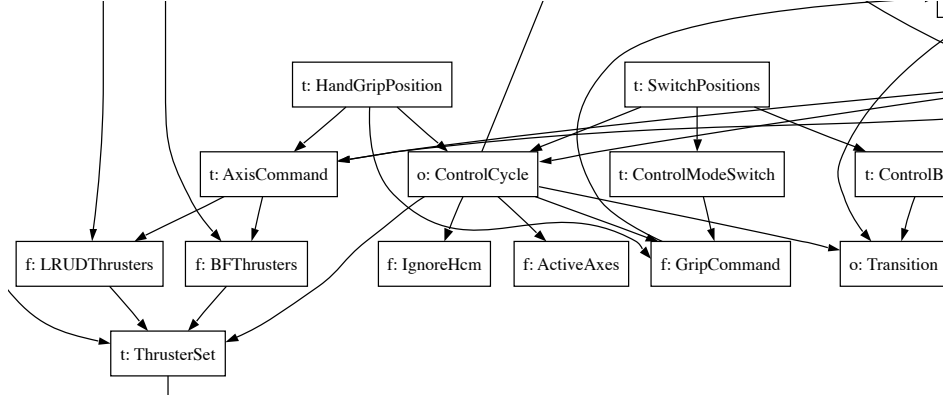 t: HandGripPosition
t: SwitchPositions
t: AxisCommand
o: ControlCycle
t: ControlModeSwitch
t: ControlB
f: LRUDThrusters
f: BFThrusters
f: IgnoreHcm
f: ActiveAxes
f: GripCommand
o: Transition
t: ThrusterSet